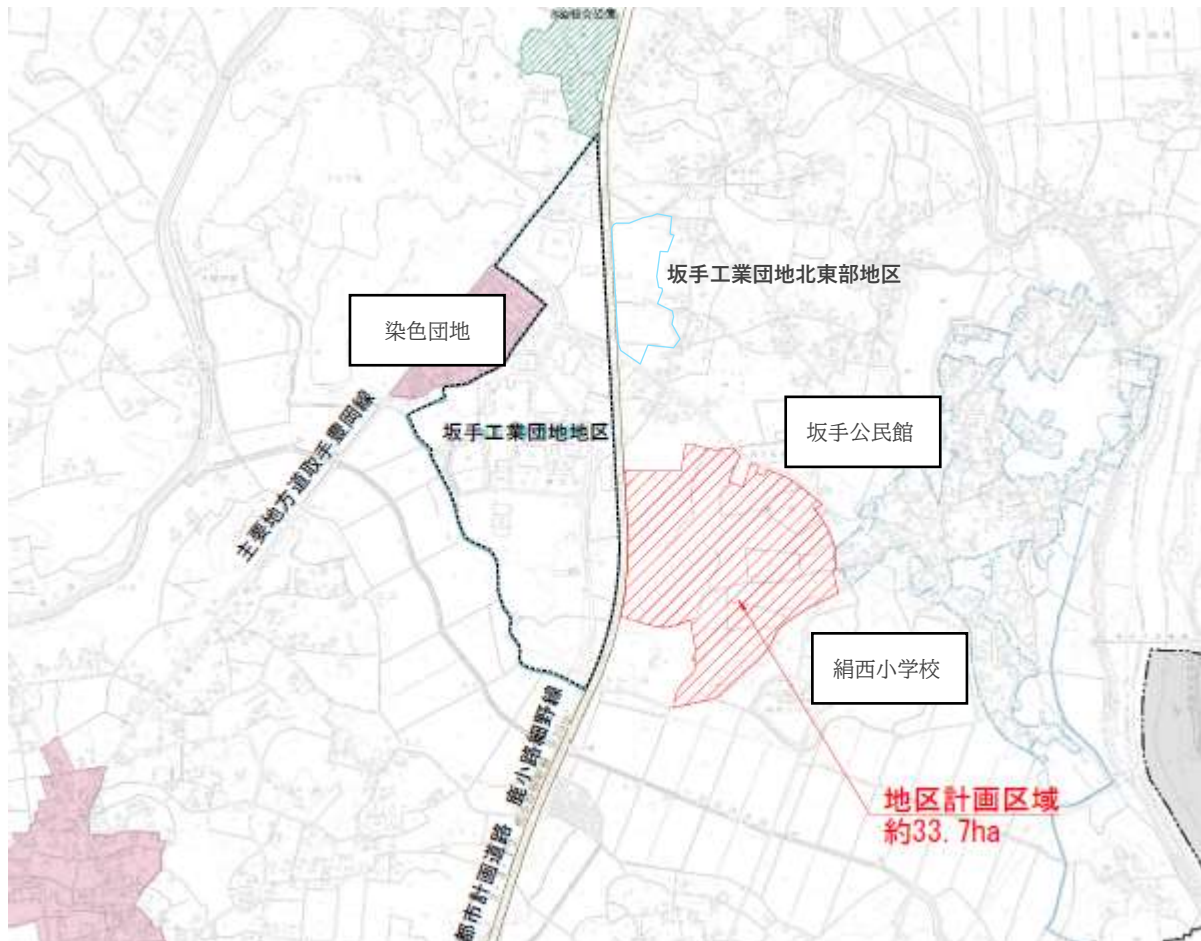 坂手工業団地北東部地区
染色団地
坂手公民館
坂手工業団地地区
主要地方道取手豊岡線
絹西小学校
都市計画道路 鹿小路細野線
地区計画区域
約33.7ha